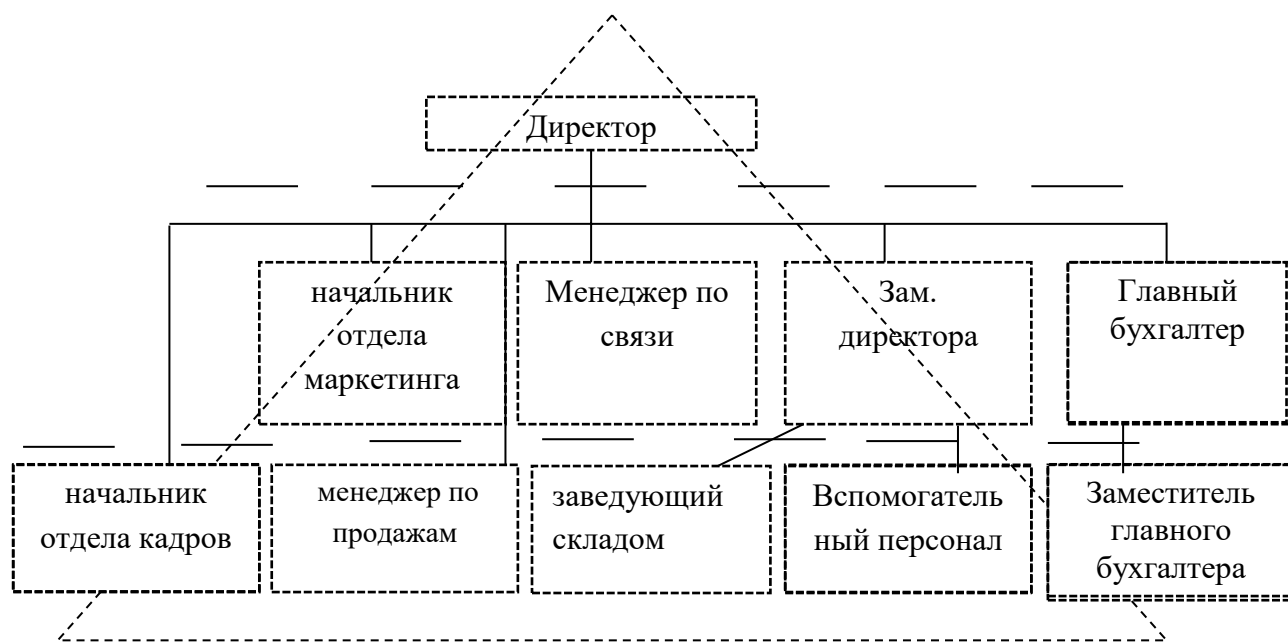 Директор
начальник
отдела
маркетинга
Менеджер по
связи
Зам.
директора
Главный
бухгалтер
начальник
отдела кадров
менеджер по
продажам
заведующий
складом
Вспомогатель
ный персонал
Заместитель
главного
бухгалтера